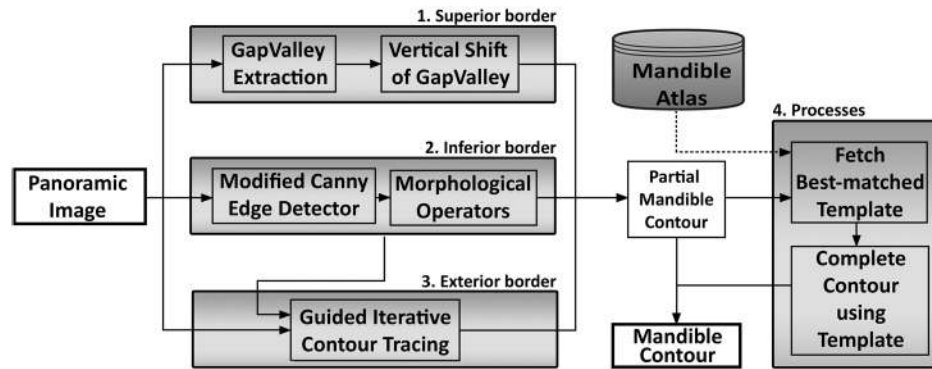 1. Superior border
GapValley
Extraction
Vertical Shift
of GapValley
Mandible
Atlas
4. Processes
2. Inferior border
Panoramic
Image
Modified Canny
Edge Detector
Morphological
Operators
Partial
Mandible
Contour
Fetch
Best-matched
Template
3. Exterior border
Guided Iterative
Contour Tracing
Complete
Contour
using
Template
Mandible
Contour